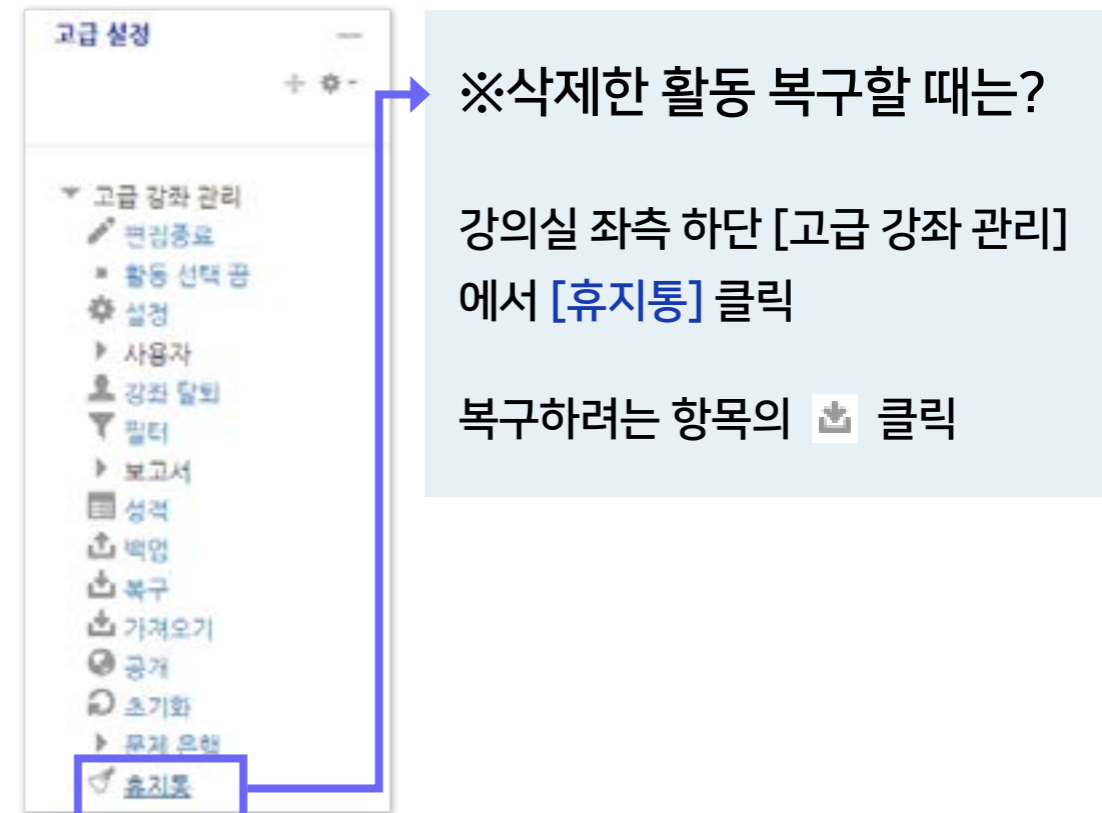 고급 설정
고급 강좌 관리
편집종료
활동 선택 끔
설정
사용자
강좌 탈퇴
필터
보고서
성적
백업
복구
가져오기
공개
초기화
문제 은행
휴지통
※삭제한 활동 복구할 때는?
강의실 좌측 하단 [고급 강좌 관리]
에서 [휴지통] 클릭
복구하려는 항목의 클릭